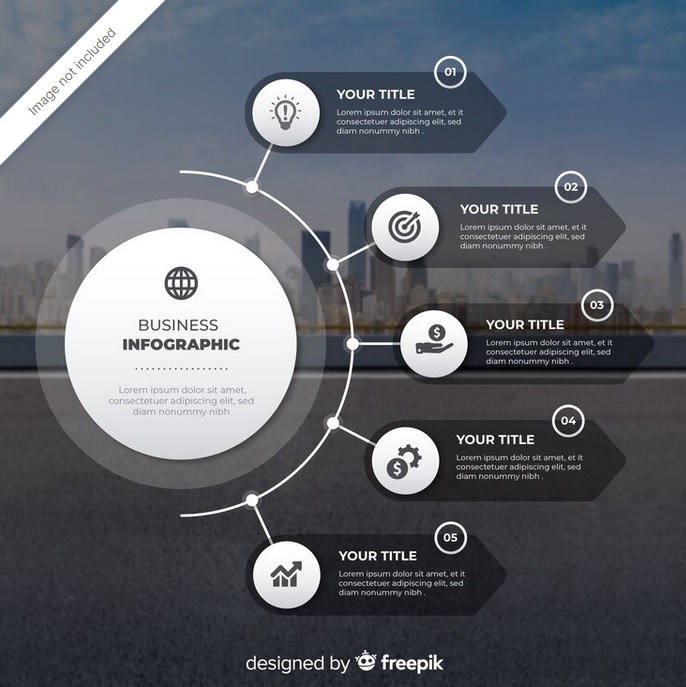 Image not included
01
YOUR TITLE
Lorem ipsum dolor sit amet, et it
consectetuer adipiscing elit, sed
diam nonummy nibh .
02
YOUR TITLE
Lorem ipsum dolor sit amet, et it
consectetuer adipiscing elit, sed
diam nonummy nibh .
BUSINESS
INFOGRAPHIC
Lorem ipsum dolor sit amet,
consectetuer adipiscing elit, sed
diam nonummy nibh
03
YOUR TITLE
Lorem ipsum dolor sit amet, et it
consectetuer adipiscing elit, sed
diam nonummy nibh .
$
04
YOUR TITLE
Lorem ipsum dolor sit amet, et it
consectetuer adipiscing elit, sed
diam nonummy nibh .
$
05
YOUR TITLE
Lorem ipsum dolor sit amet, et it
consectetuer adipiscing elit, sed
diam nonummy nibh .
designed by freepik